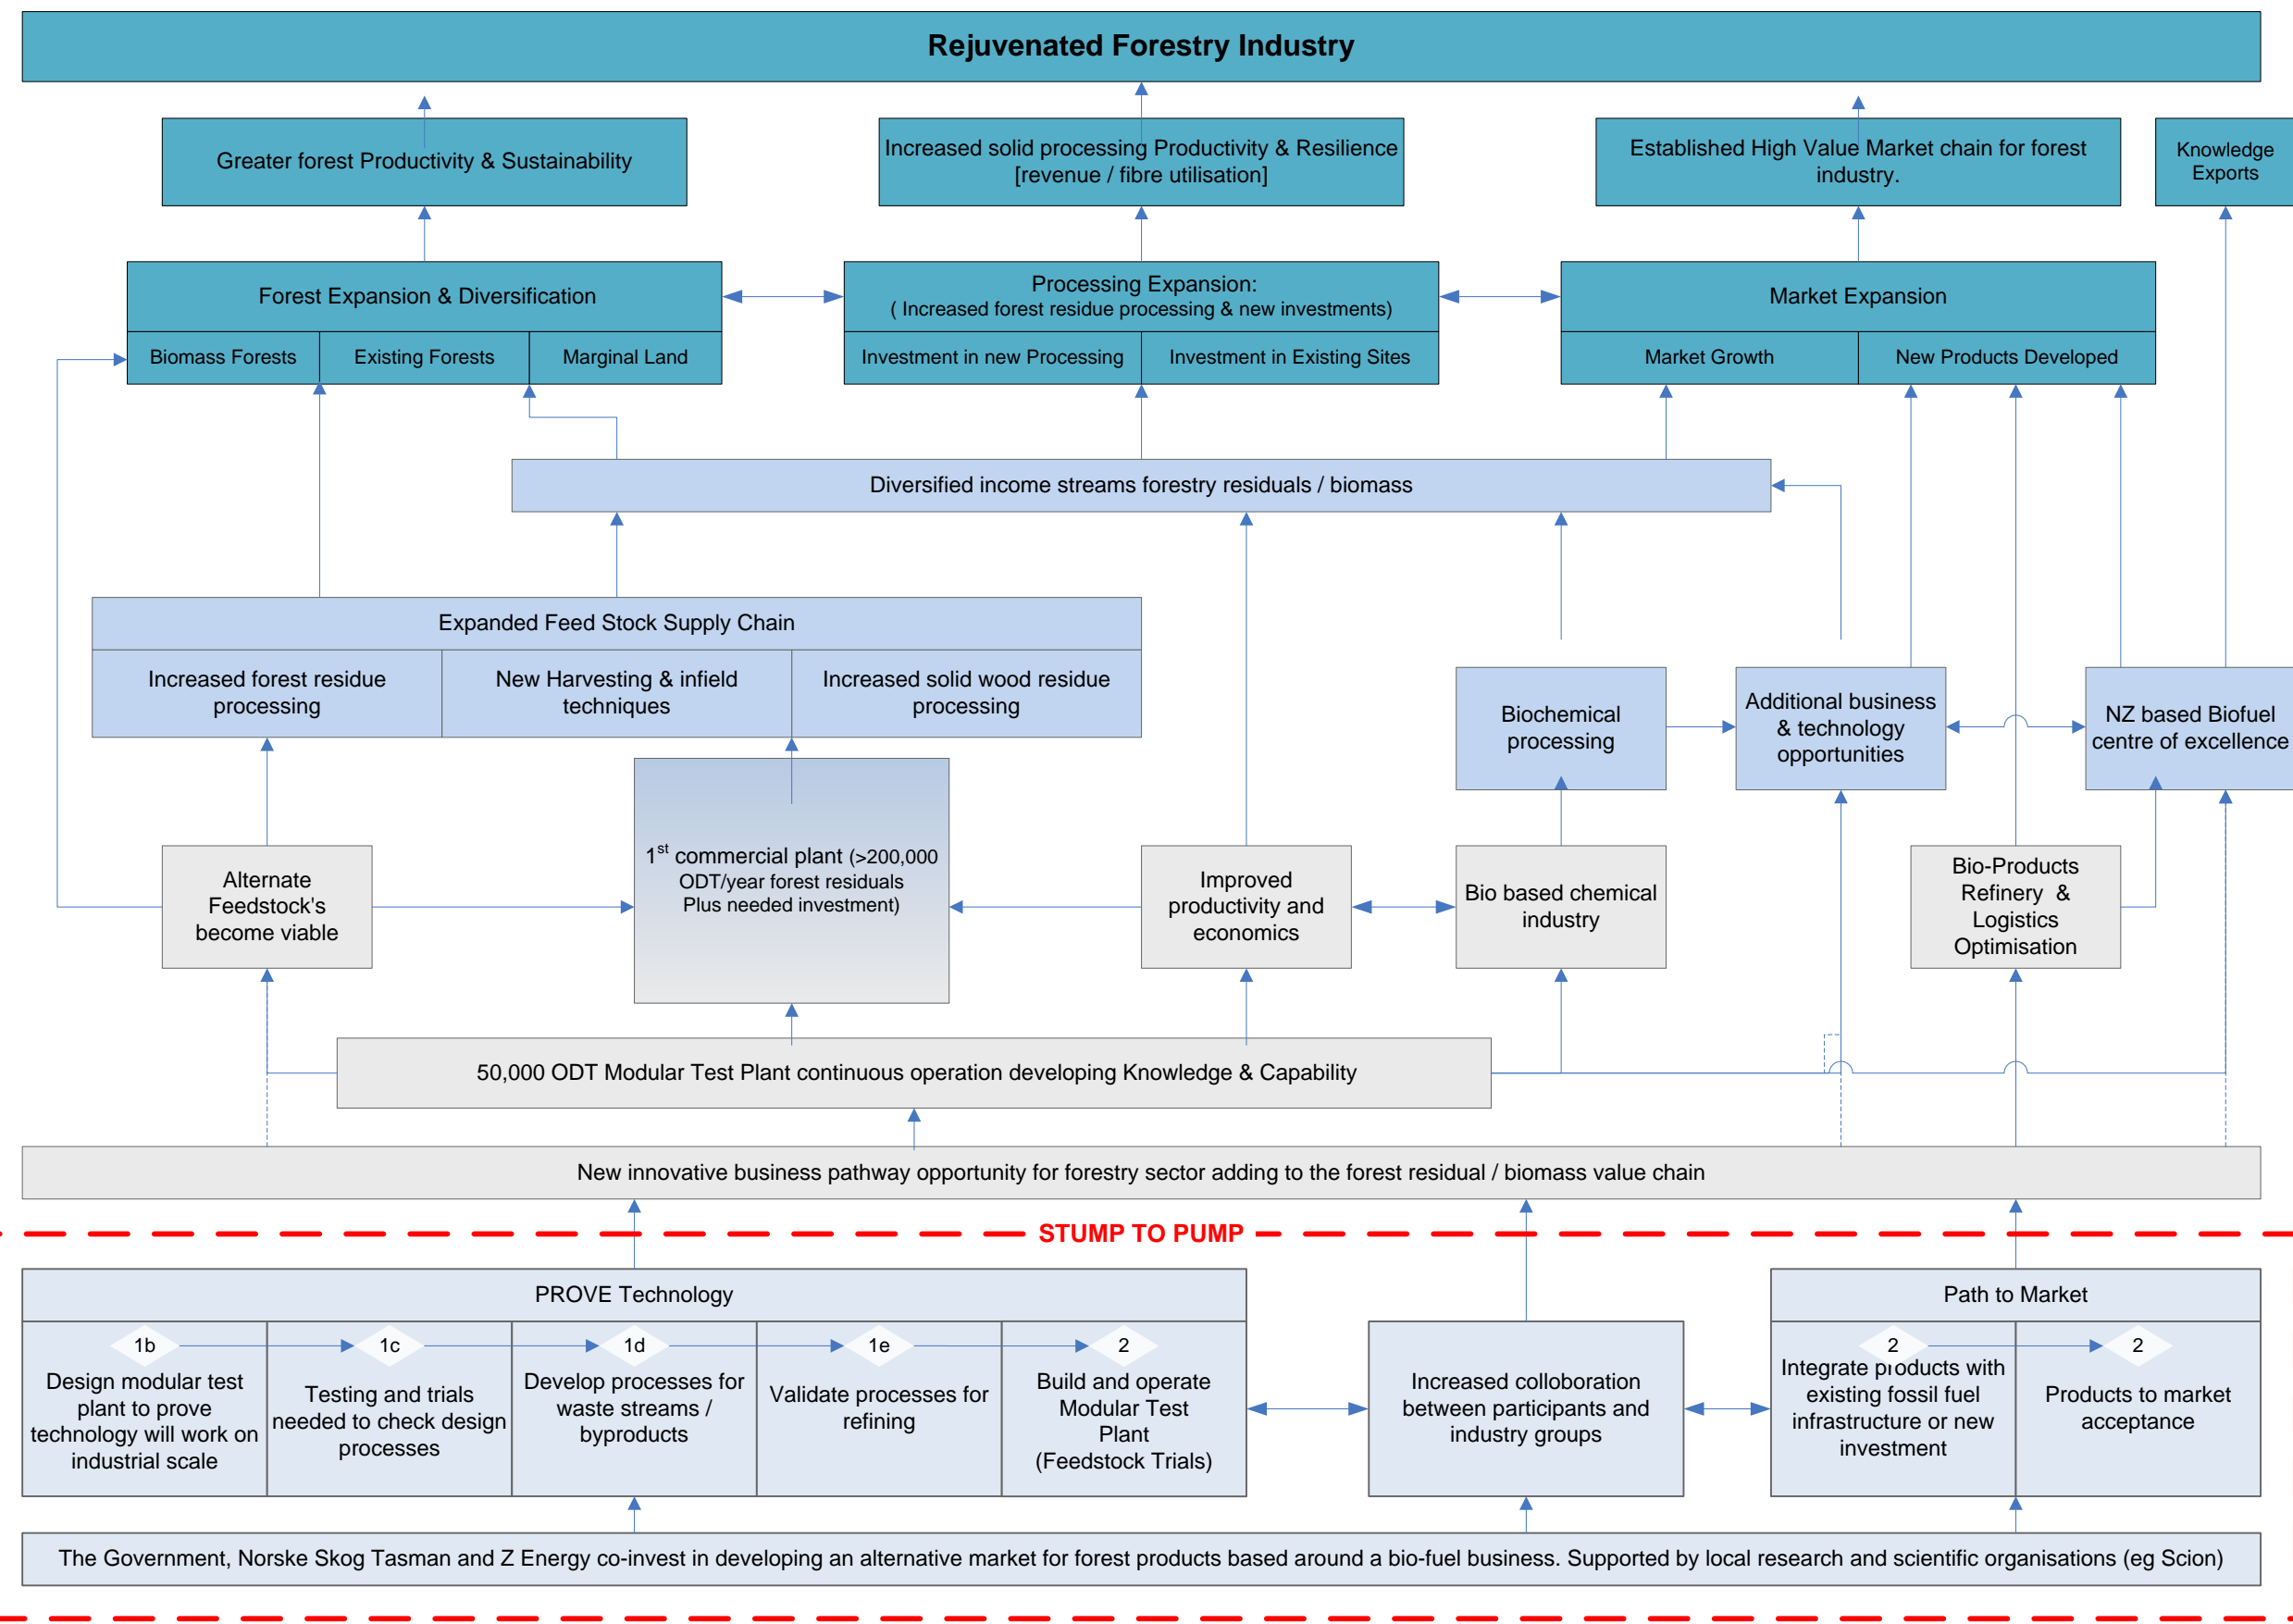 Rejuvenated Forestry Industry
Greater forest Productivity & Sustainability
Increased solid processing Productivity & Resilience
[revenue / fibre utilisation]
Established High Value Market chain for forest
industry.
Knowledge
Exports
Forest Expansion & Diversification
Biomass Forests
Existing Forests
Marginal Land
Processing Expansion:
( Increased forest residue processing & new investments)
Investment in new Processing
Investment in Existing Sites
Market Expansion
Market Growth
New Products Developed
Diversified income streams forestry residuals / biomass
Expanded Feed Stock Supply Chain
Increased forest residue
processing
New Harvesting & infield
techniques
Increased solid wood residue
processing
Biochemical
processing
Additional business
& technology
opportunities
NZ based Biofuel
centre of excellence
Alternate
Feedstock's
become viable
1st commercial plant (>200,000
ODT/year forest residuals
Plus needed investment)
Improved
productivity and
economics
Bio based chemical
industry
Bio-Products
Refinery &
Logistics
Optimisation
50,000 ODT Modular Test Plant continuous operation developing Knowledge & Capability
New innovative business pathway opportunity for forestry sector adding to the forest residual / biomass value chain
STUMP TO PUMP
PROVE Technology
1b
Design modular test
plant to prove
technology will work on
industrial scale
1c
Testing and trials
needed to check design
processes
1d
Develop processes for
waste streams /
byproducts
1e
Validate processes for
refining
2
Build and operate
Modular Test
Plant
(Feedstock Trials)
Increased colloboration
between participants and
industry groups
Path to Market
2
Integrate products with
existing fossil fuel
infrastructure or new
investment
2
Products to market
acceptance
The Government, Norske Skog Tasman and Z Energy co-invest in developing an alternative market for forest products based around a bio-fuel business. Supported by local research and scientific organisations (eg Scion)